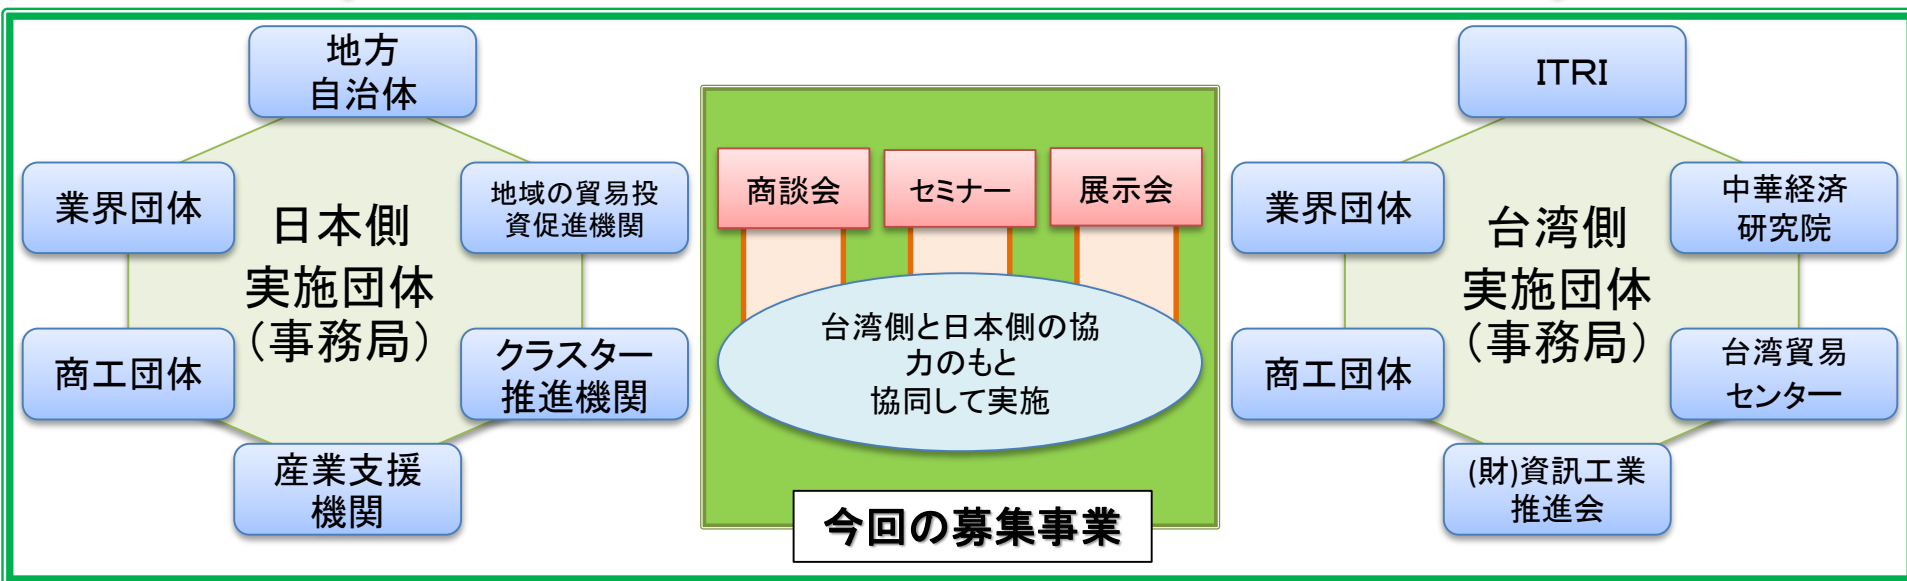 地方
自治体
業界団体
地域の貿易投
資促進機関
日本側
実施団体
（事務局）
商工団体
クラスター
推進機関
産業支援
機関
商談会
セミナー
展示会
台湾側と日本側の協
力のもと
協同して実施
今回の募集事業
ＩＴＲＩ
業界団体
中華経済
研究院
台湾側
実施団体
（事務局）
商工団体
台湾貿易
センター
(財)資訊工業
推進会